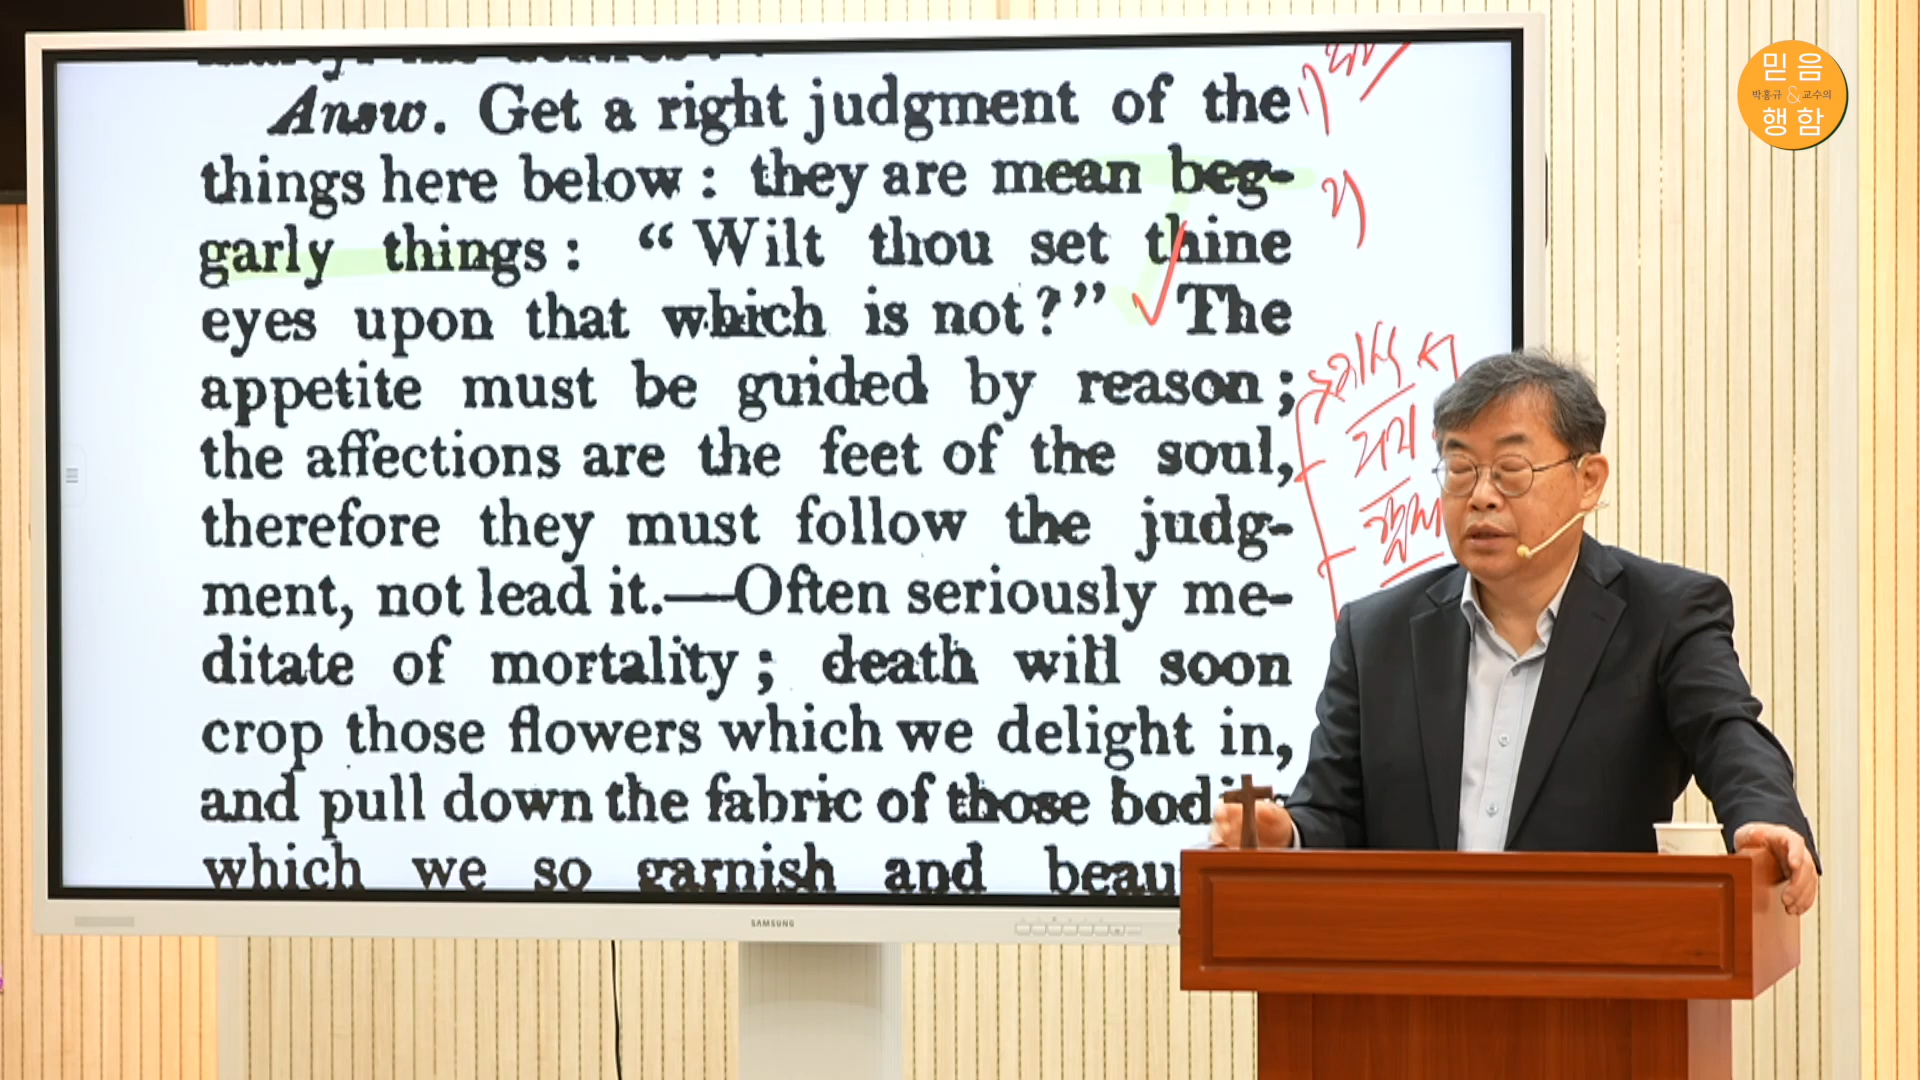 Answ. Get a right judgment of the
things here below : they are mean beg-
garly things : “ Wilt thou set thine
eyes upon that which is not ? ” The
appetite must be guided by reason ;
the affections are the feet of the soul,
therefore they must follow the judg-
ment, not lead it.—Often seriously me-
ditate of mortality ; death will soon
crop those flowers which we delight in,
and pull down the fabric of those
which we so garnish and
SAMSUNG
믿음
박홍규 & 교수의
행함